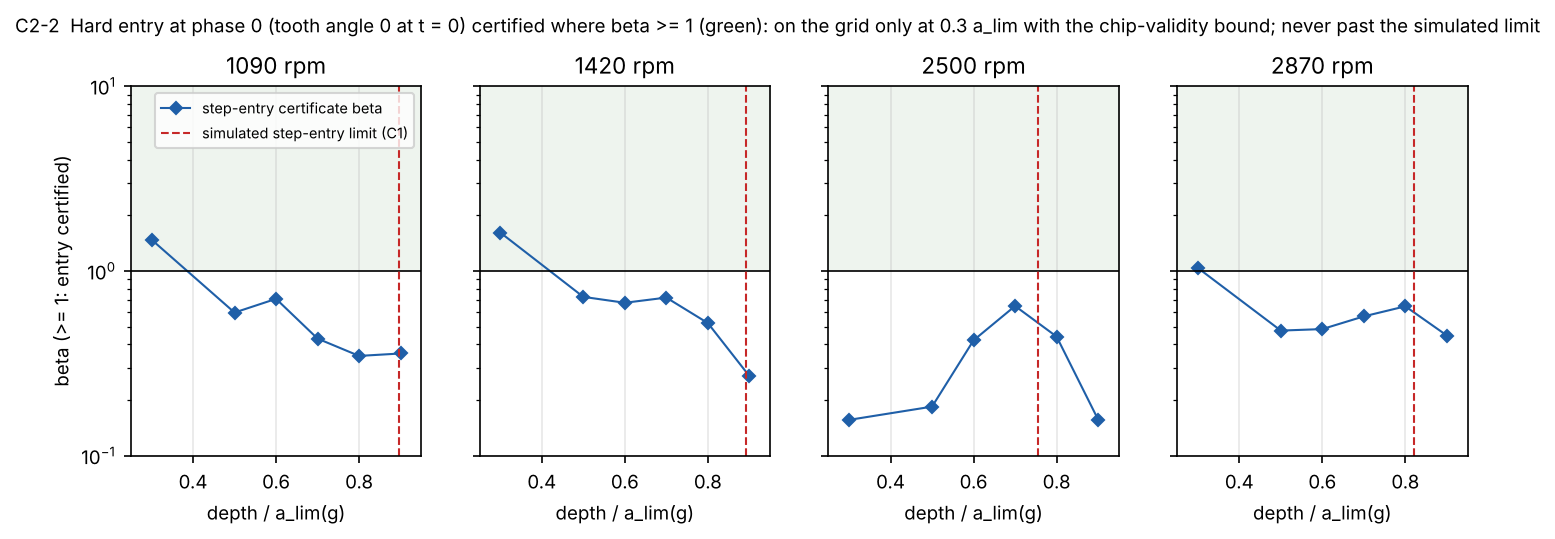 C2-2 Hard entry at phase 0 (tooth angle 0 at t = 0) certified where beta >= 1 (green): on the grid only at 0.3 a_lim with the chip-validity bound; never past the simulated limit
1090 rpm
1420 rpm
2500 rpm
2870 rpm
step-entry certificate beta
simulated step-entry limit (C1)
beta (>= 1: entry certified)
10¹
10⁰
10⁻¹
0.4 0.6 0.8
0.4 0.6 0.8
0.4 0.6 0.8
0.4 0.6 0.8
depth / a_lim(g)
depth / a_lim(g)
depth / a_lim(g)
depth / a_lim(g)